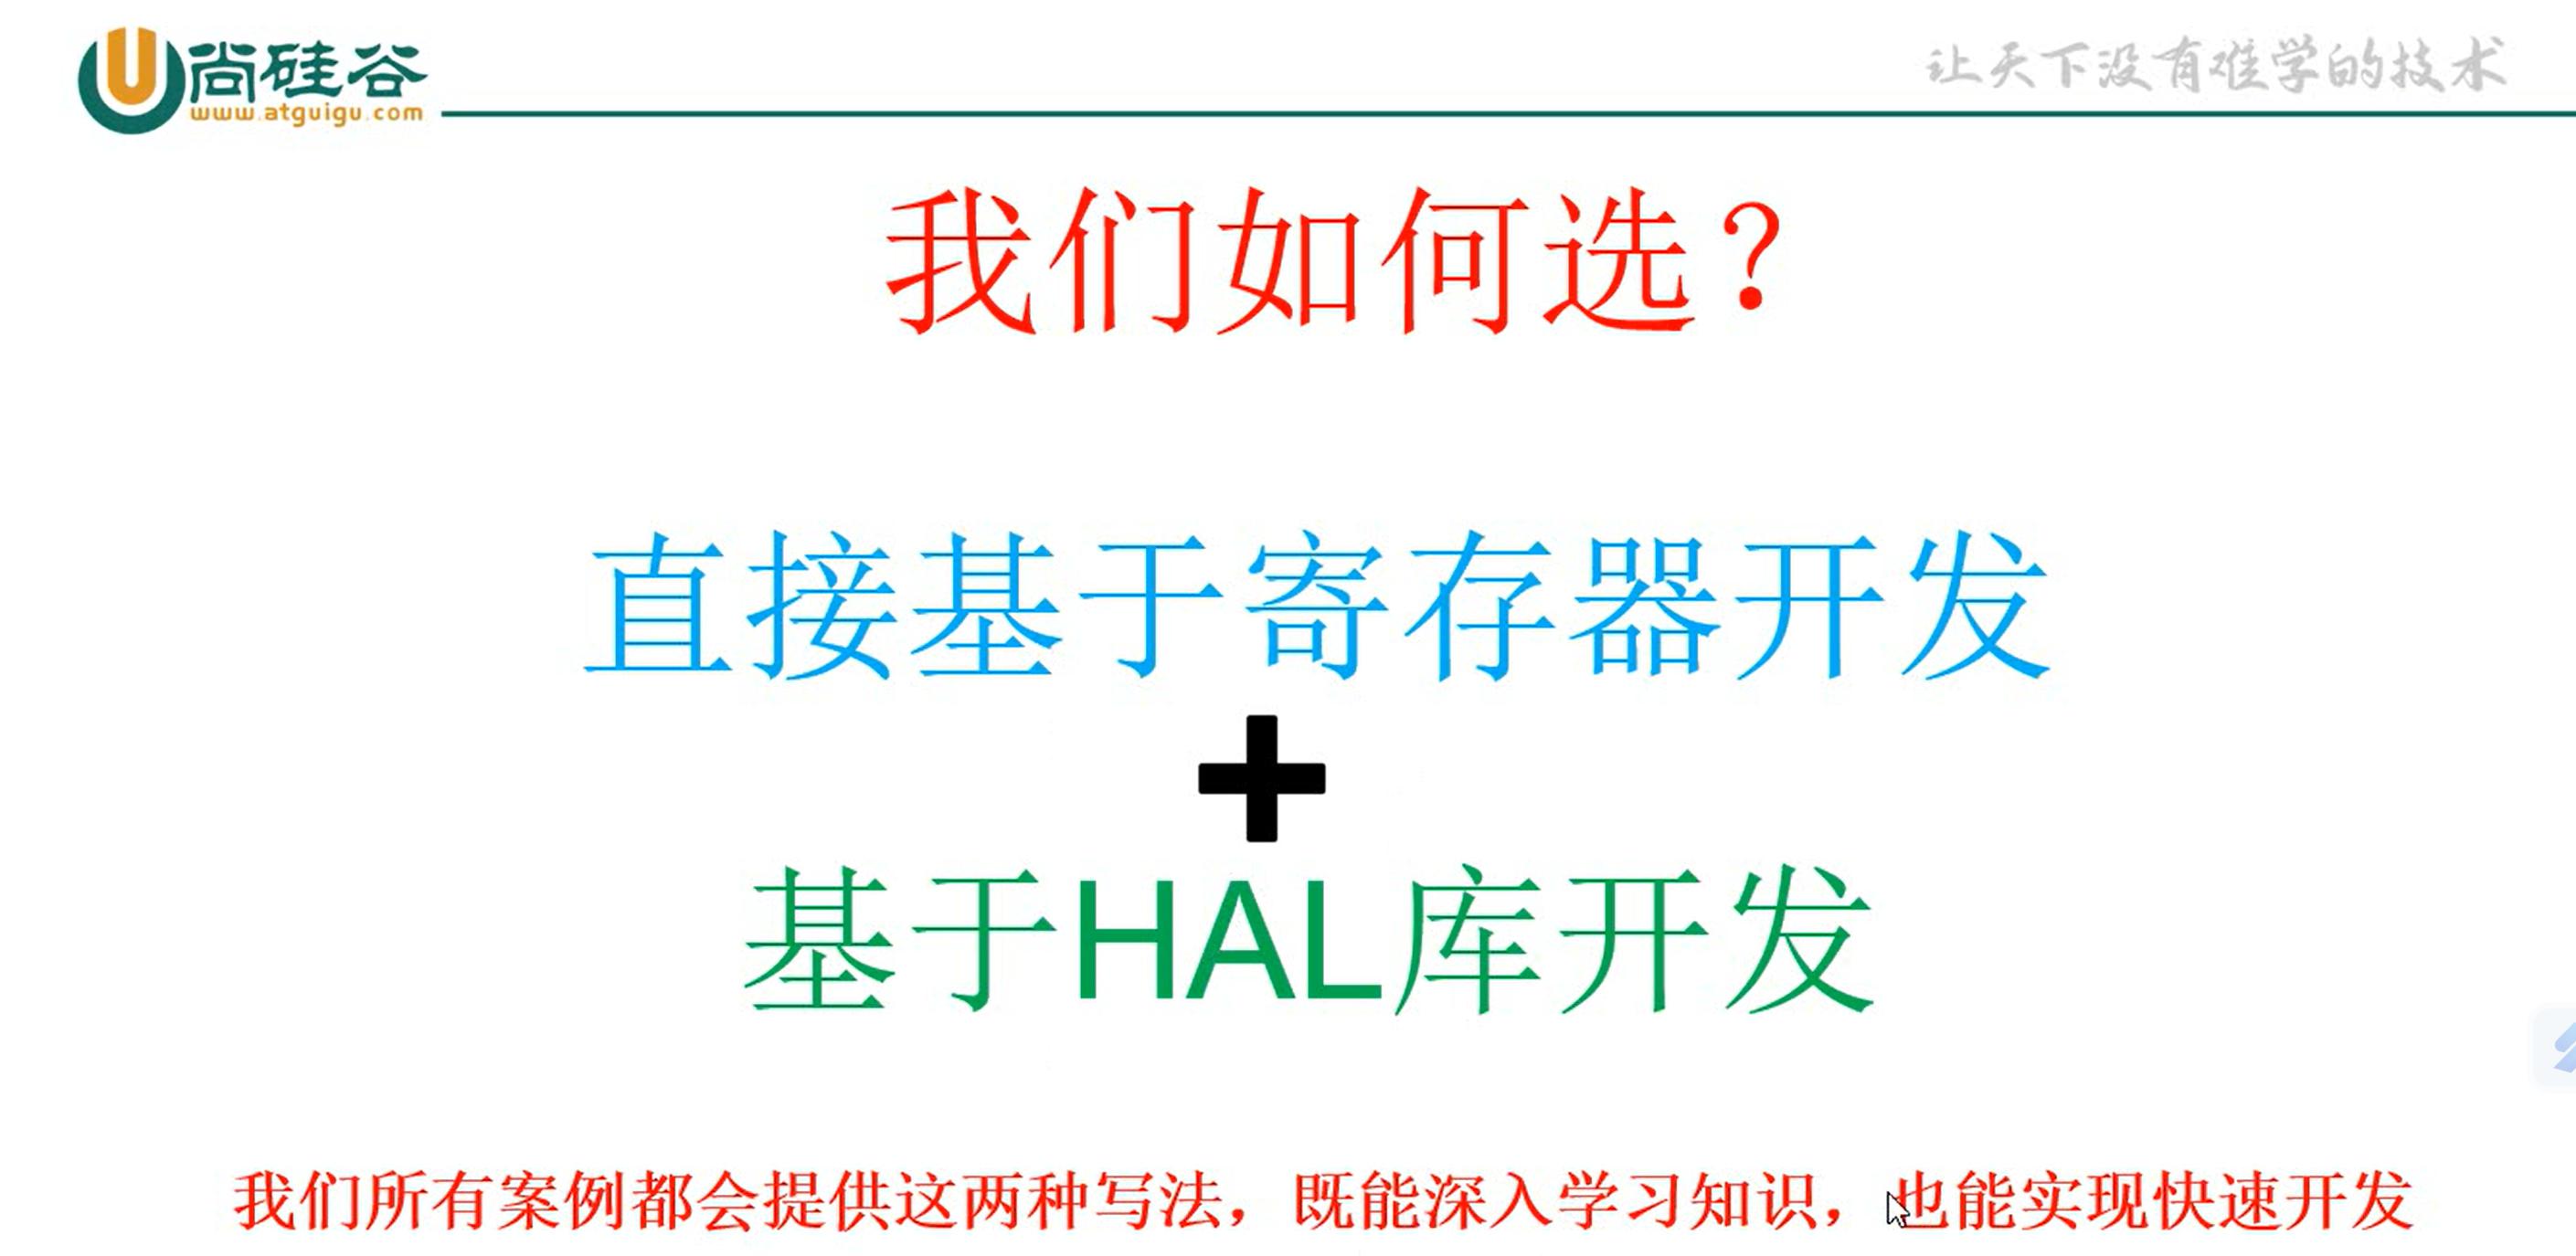 尚硅谷
www.atguigu.com
让天下没有难学的技术
我们如何选？
直接基于寄存器开发
+
基于HAL库开发
我们所有案例都会提供这两种写法，既能深入学习知识，也能实现快速开发